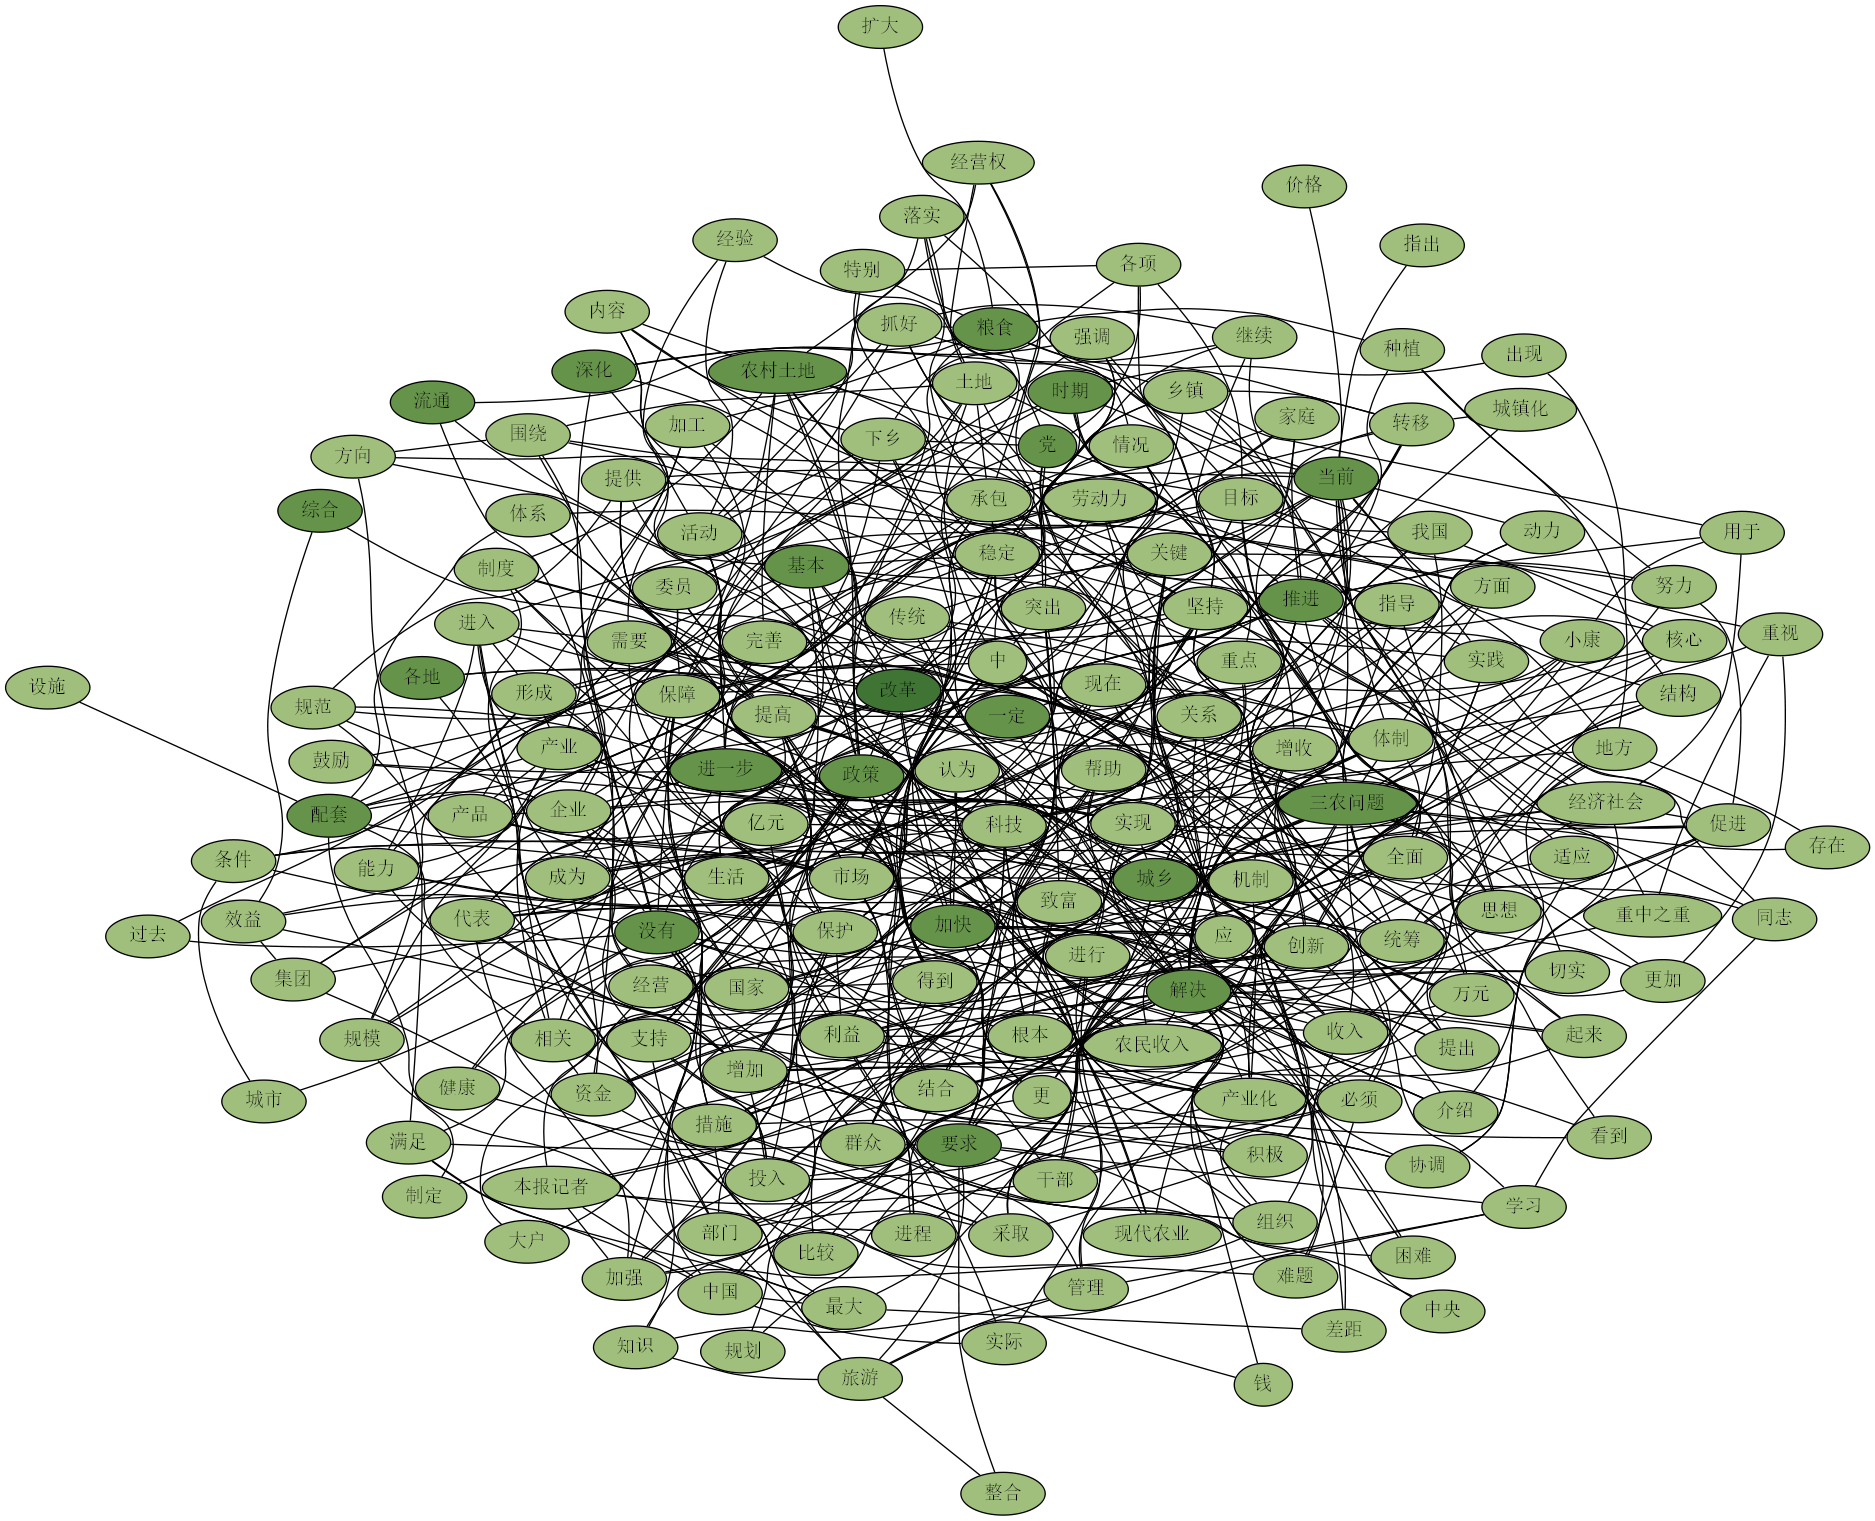 扩大
经营权
价格
落实
经验
指出
各项
特别
内容
抓好
粮食
强调
继续
种植
出现
深化
农村土地
土地
时期
乡镇
流通
城镇化
家庭
加工
转移
围绕
下乡
党
情况
方向
当前
提供
承包
劳动力
目标
综合
体系
活动
我国
动力
用于
稳定
关键
制度
基本
委员
方面
努力
推进
指导
突出
坚持
传统
进入
需要
完善
小康
核心
重视
中
重点
实践
各地
设施
形成
保障
改革
现在
结构
规范
提高
一定
关系
产业
增收
体制
地方
鼓励
进一步
政策
认为
帮助
三农问题
经济社会
配套
产品
企业
亿元
科技
实现
促进
存在
条件
能力
成为
生活
市场
城乡
机制
全面
适应
致富
思想
重中之重
同志
效益
代表
过去
没有
保护
加快
应
创新
统筹
进行
切实
集团
经营
国家
得到
解决
万元
更加
规模
相关
支持
利益
根本
农民收入
收入
提出
起来
增加
健康
资金
结合
更
产业化
必须
介绍
城市
措施
满足
群众
要求
积极
协调
看到
制定
本报记者
投入
干部
学习
大户
部门
比较
进程
采取
现代农业
组织
困难
加强
中国
最大
管理
难题
中央
知识
规划
实际
差距
旅游
钱
整合